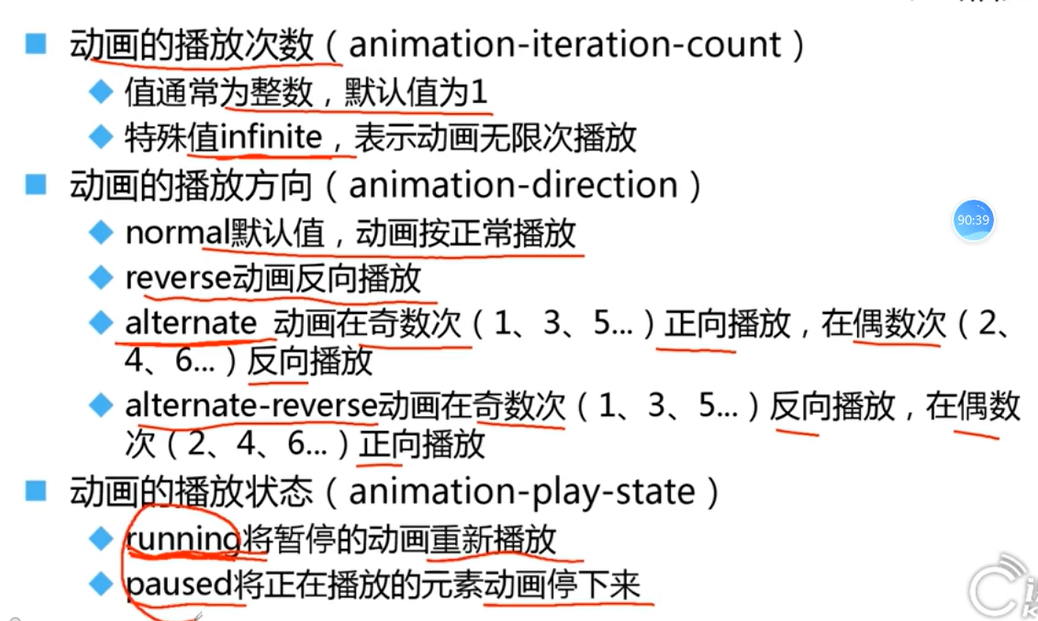 动画的播放次数（animation-iteration-count）
值通常为整数，默认值为1
特殊值infinite，表示动画无限次播放
动画的播放方向（animation-direction）
normal默认值，动画按正常播放
90:39
reverse动画反向播放
alternate 动画在奇数次（1、3、5...）正向播放，在偶数次（2、
4、6...）反向播放
alternate-reverse动画在奇数次（1、3、5...）反向播放，在偶数
次（2、4、6...）正向播放
动画的播放状态（animation-play-state）
running将暂停的动画重新播放
paused将正在播放的元素动画停下来